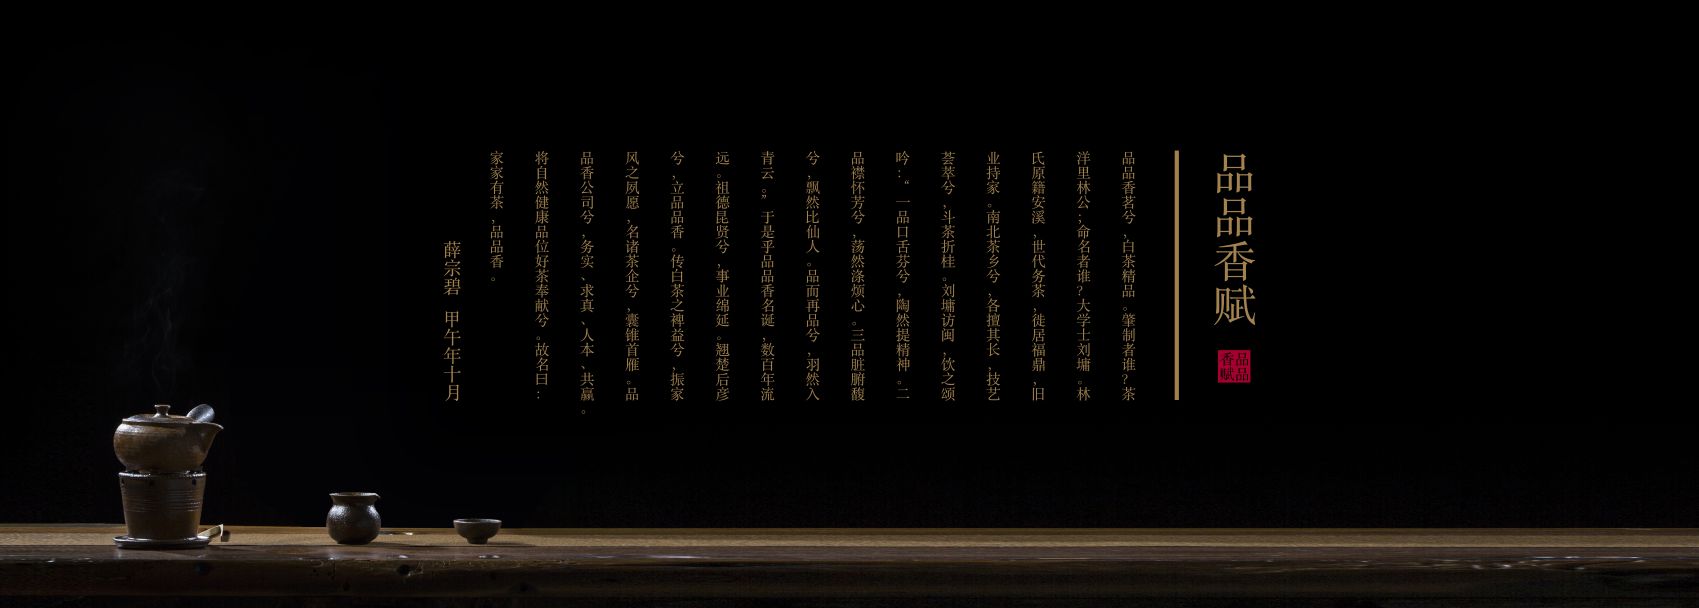 品品香赋
品品香赋
品品香茗兮,白茶精品。肇制者谁?茶
洋里林公;命名者谁?大学士刘墉。林
氏原籍安溪,世代务茶,徙居福鼎,旧
业持家。南北茶乡兮,各擅其长,技艺
荟萃兮,斗茶折桂。刘墉访闽,饮之颂
吟:“一品口舌芬兮,陶然提精神。二
品襟怀芳兮,荡然涤烦心。三品脏腑馥
兮,飘然比仙人。品而再品兮,羽然入
青云。”于是乎品品香名诞,数百年流
远。祖德昆贤兮,事业绵延。翘楚后彦
兮,立品品香。传白茶之裨益兮,振家
风之夙愿,名诸茶企兮,囊锥首雁。品
品香公司兮,务实、求真、人本、共赢。
将自然健康品位好茶奉献兮。故名曰:
家家有茶,品品香。
薛宗碧 甲午年十月